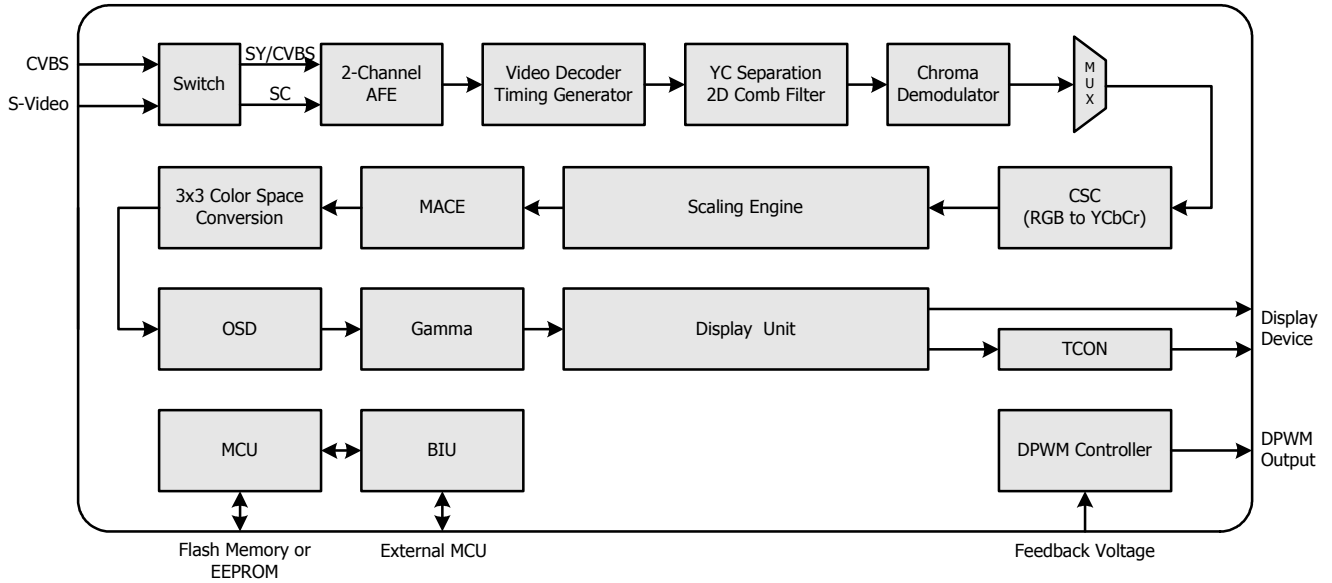 CVBS
S-Video
Switch
SY/CVBS
SC
2-Channel
AFE
Video Decoder
Timing Generator
YC Separation
2D Comb Filter
Chroma
Demodulator
M
U
X
3x3 Color Space
Conversion
MACE
Scaling Engine
CSC
(RGB to YCbCr)
OSD
Gamma
Display Unit
TCON
Display
Device
MCU
BIU
DPWM Controller
DPWM
Output
Flash Memory or
EEPROM
External MCU
Feedback Voltage